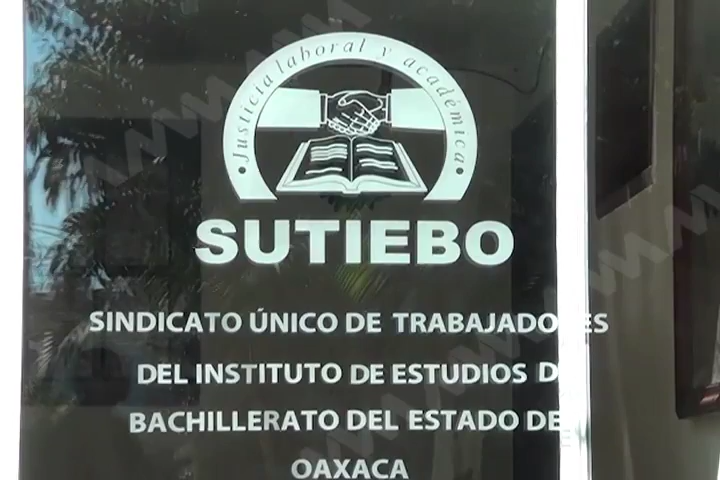 • Justicia laboral y académica •
SUTIEBO
SINDICATO ÚNICO DE TRABAJADORES
DEL INSTITUTO DE ESTUDIOS D
BACHILLERATO DEL ESTADO DE
OAXACA